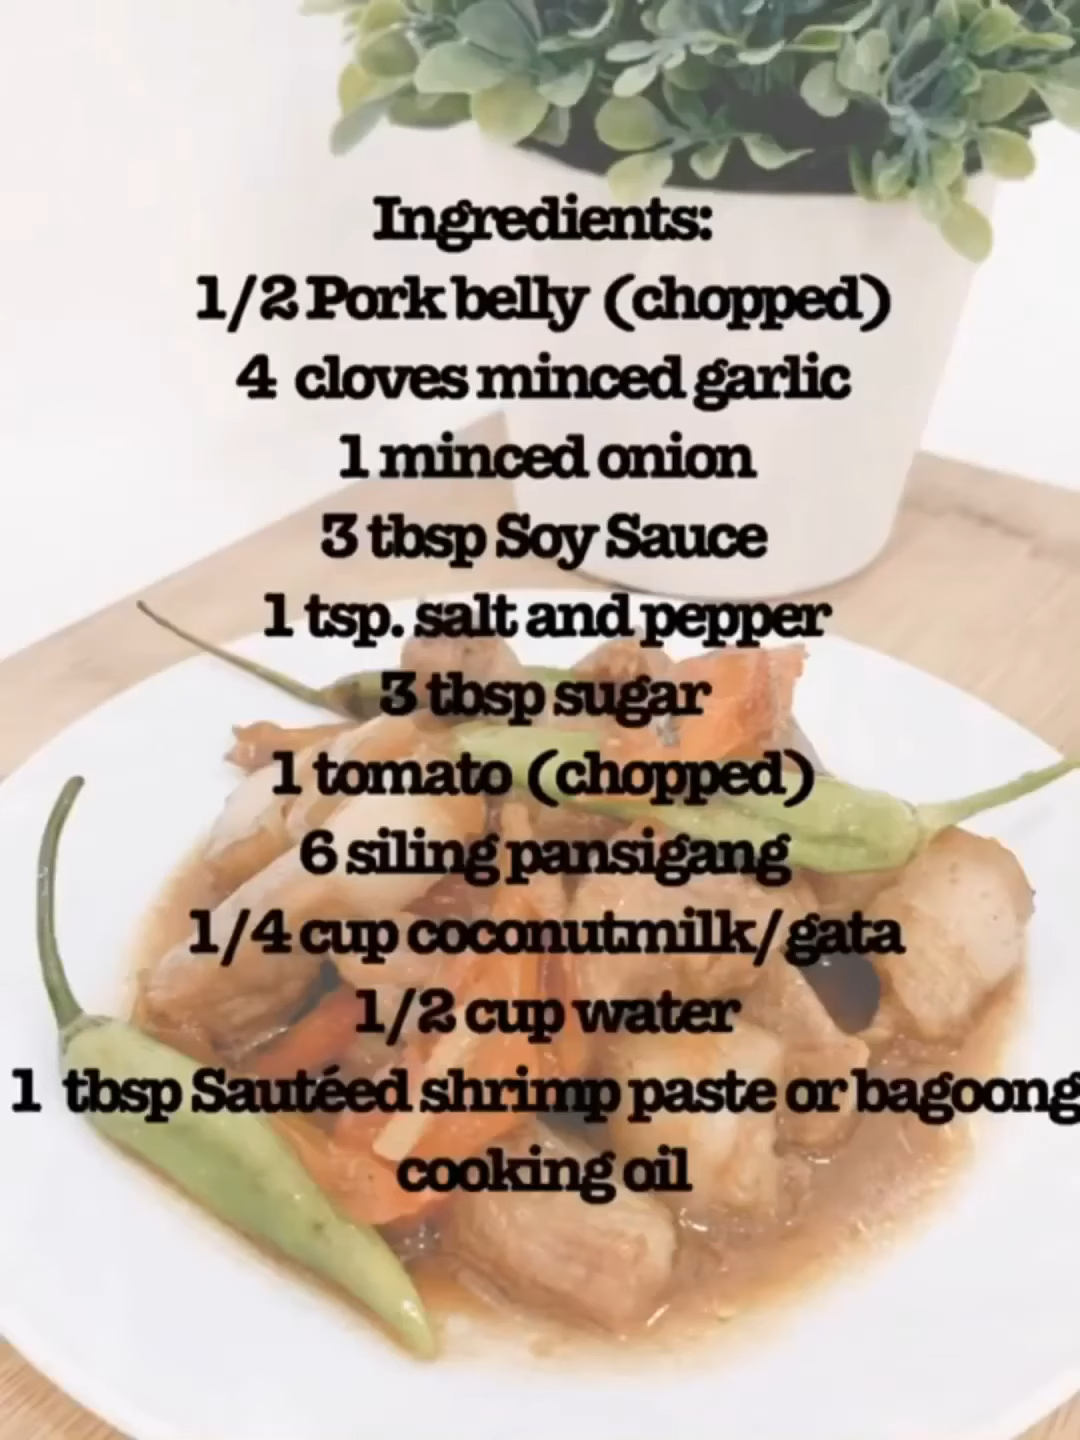 Ingredients:
1/2 Pork belly (chopped)
4 cloves minced garlic
1 minced onion
3 tbsp Soy Sauce
1 tsp. salt and pepper
3 tbsp sugar
1 tomato (chopped)
6 siling pansigang
1/4 cup coconutmilk/gata
1/2 cup water
1 tbsp Sautéed shrimp paste or bagoong
cooking oil